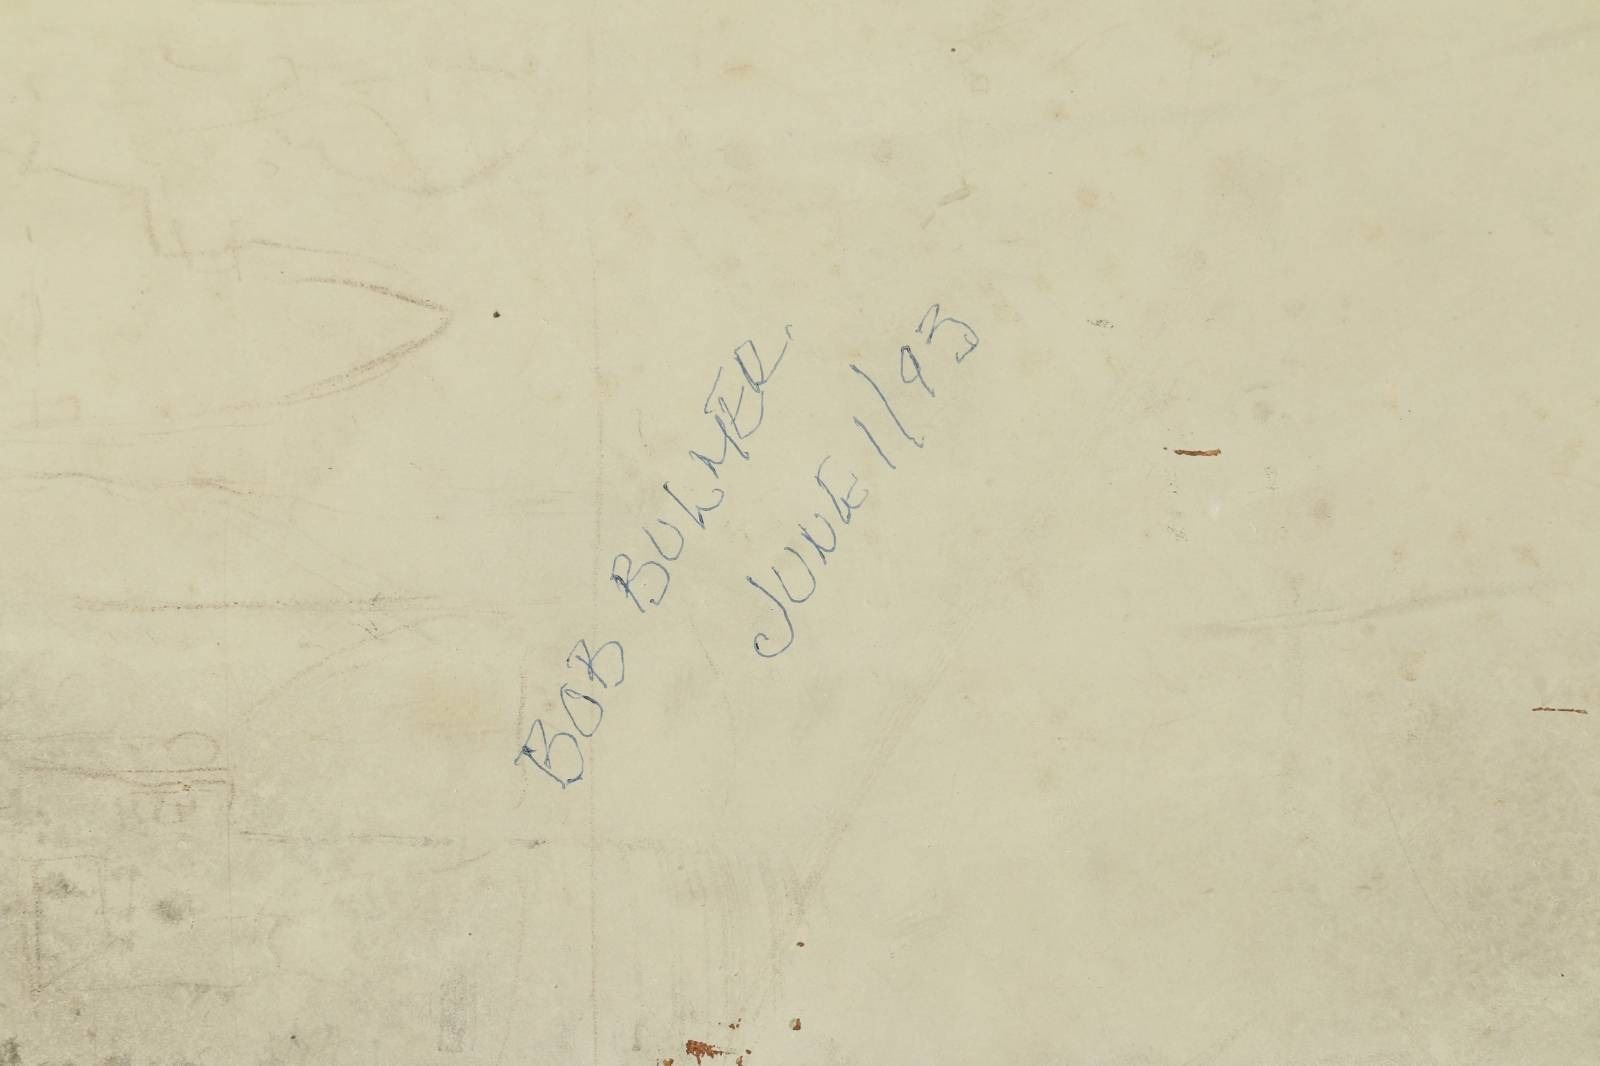 BOB BULMER.
JUNE 1/93